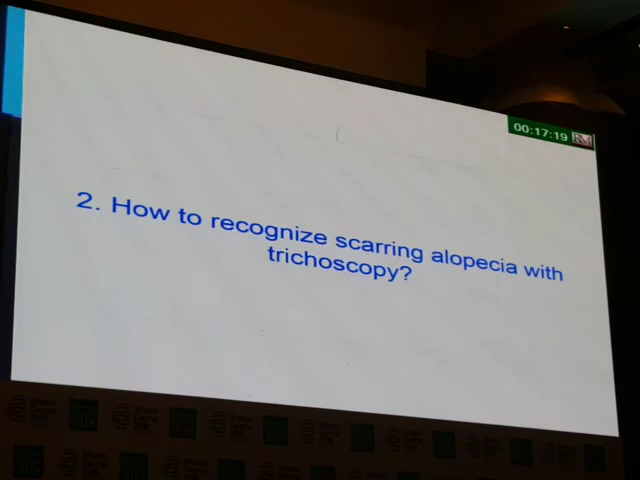 00:17:19
2. How to recognize scarring alopecia with
trichoscopy?